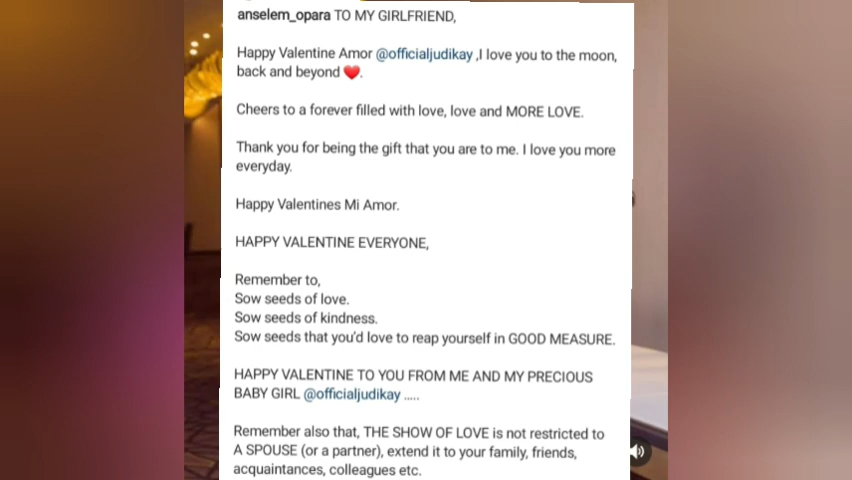 anselem_opara TO MY GIRLFRIEND,
Happy Valentine Amor @officialjudikay ,I love you to the moon,
back and beyond ❤️.
Cheers to a forever filled with love, love and MORE LOVE.
Thank you for being the gift that you are to me. I love you more
everyday.
Happy Valentines Mi Amor.
HAPPY VALENTINE EVERYONE,
Remember to,
Sow seeds of love.
Sow seeds of kindness.
Sow seeds that you'd love to reap yourself in GOOD MEASURE.
HAPPY VALENTINE TO YOU FROM ME AND MY PRECIOUS
BABY GIRL @officialjudikay .....
Remember also that, THE SHOW OF LOVE is not restricted to
A SPOUSE (or a partner), extend it to your family, friends,
acquaintances, colleagues etc.